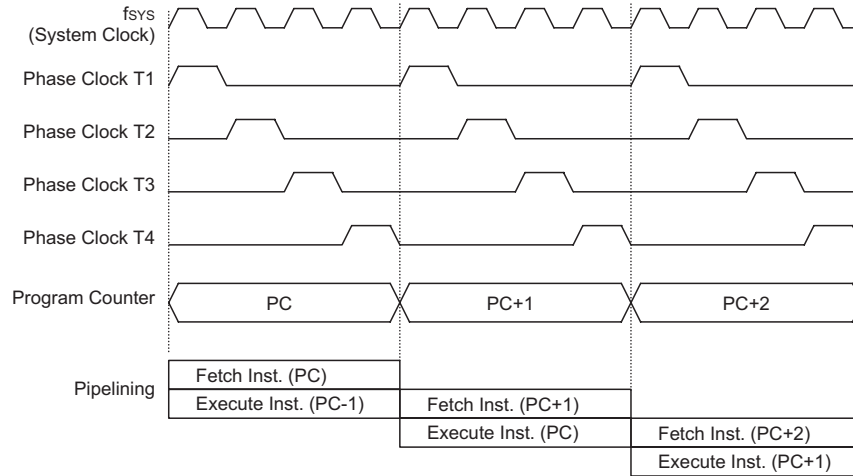 fSYS
(System Clock)
Phase Clock T1
Phase Clock T2
Phase Clock T3
Phase Clock T4
Program Counter
PC
PC+1
PC+2
Pipelining
Fetch Inst. (PC)
Execute Inst. (PC-1)
Fetch Inst. (PC+1)
Execute Inst. (PC)
Fetch Inst. (PC+2)
Execute Inst. (PC+1)